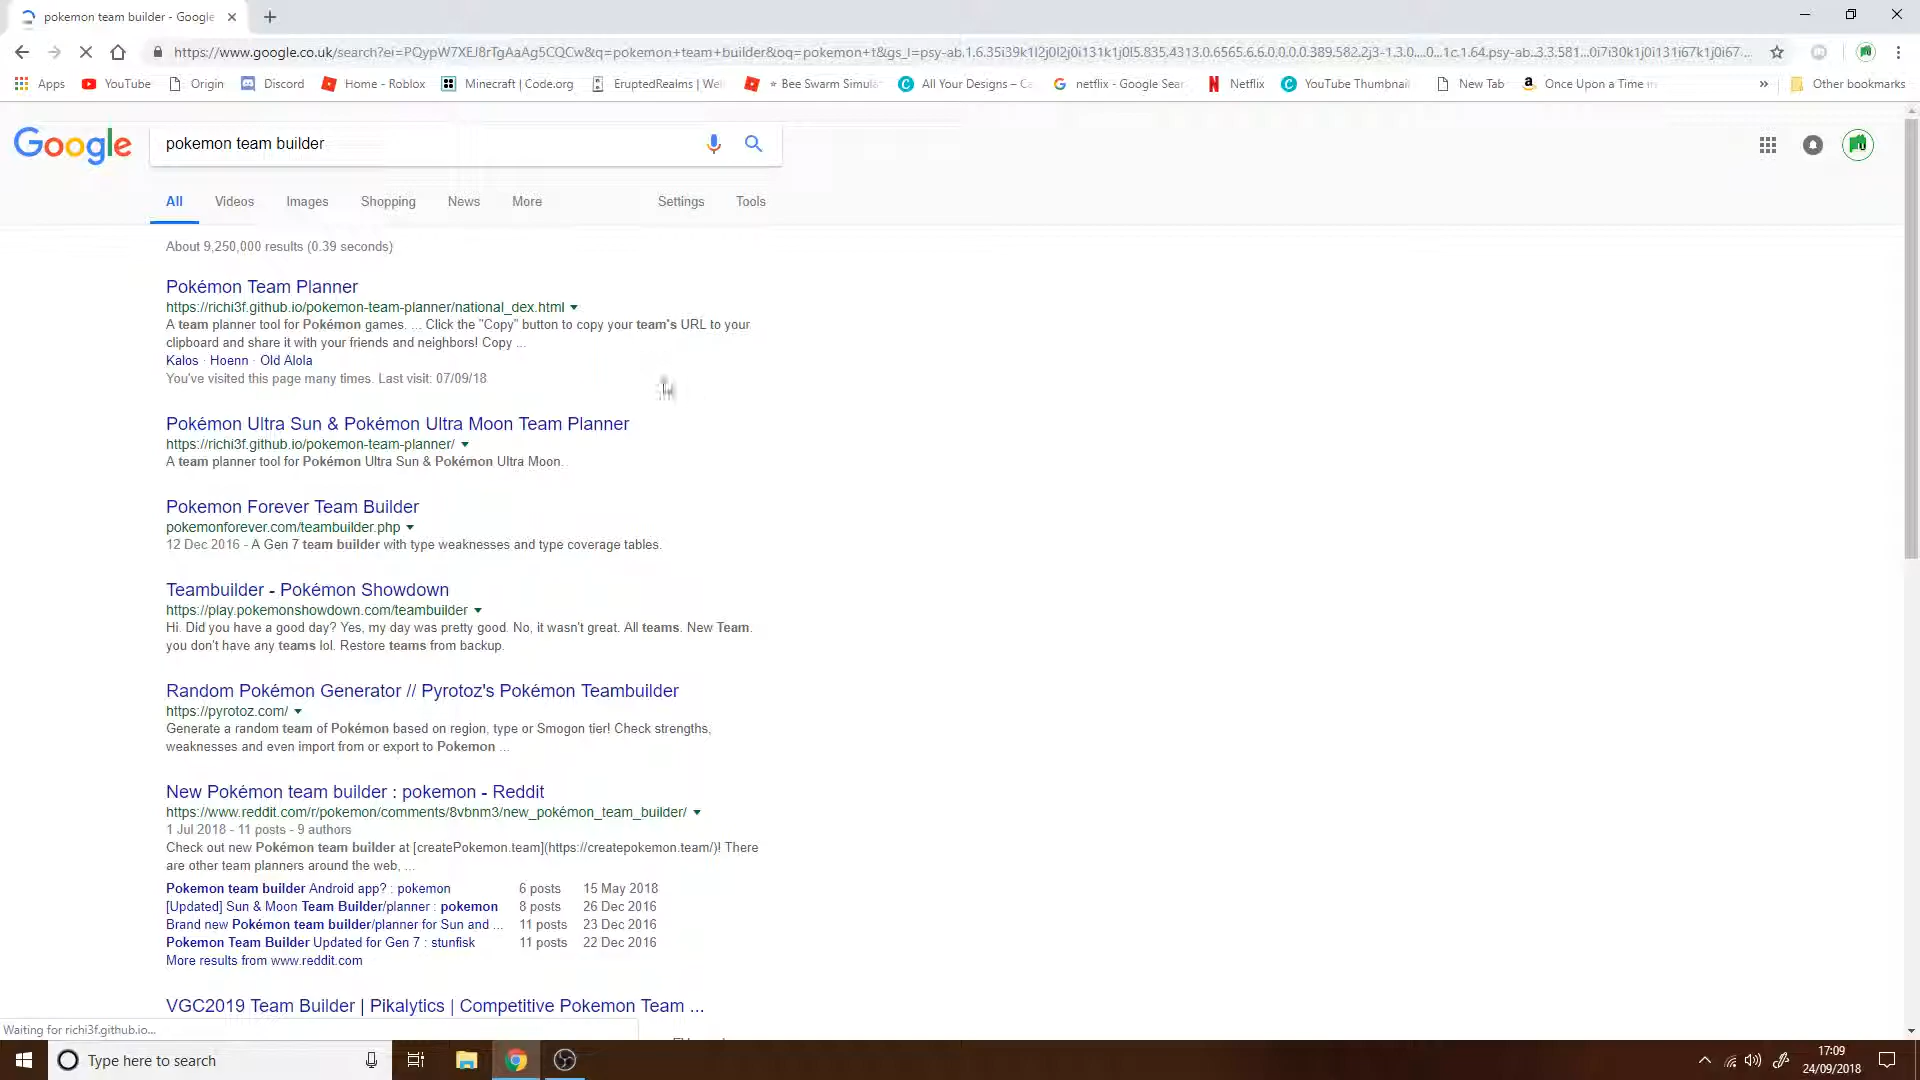 pokemon team builder - Google
https://www.google.co.uk/search?ei=PQypW7XEJ8rTgAaAg5CQCw&q=pokemon+team+builder&oq=pokemon+t&gs_l=psy-ab.1.6.35i39k1l2j0l2j0i131k1j0l5.835.4313.0.6565.6.6.0.0.0.0.389.582.2j3-1.3.0....0...1c.1.64.psy-ab..3.3.581...0i7i30k1j0i131i67k1j0i67...
Apps YouTube Origin Discord Home - Roblox Minecraft | Code.org EruptedRealms | Wel ⭐ Bee Swarm Simula All Your Designs – Ca netflix - Google Sear Netflix YouTube Thumbnail New Tab Once Upon a Time in » Other bookmarks
Google pokemon team builder
All Videos Images Shopping News More Settings Tools
About 9,250,000 results (0.39 seconds)
Pokémon Team Planner
https://richi3f.github.io/pokemon-team-planner/national_dex.html
A team planner tool for Pokémon games. ... Click the "Copy" button to copy your team's URL to your
clipboard and share it with your friends and neighbors! Copy ...
Kalos · Hoenn · Old Alola
You've visited this page many times. Last visit: 07/09/18
Pokémon Ultra Sun & Pokémon Ultra Moon Team Planner
https://richi3f.github.io/pokemon-team-planner/
A team planner tool for Pokémon Ultra Sun & Pokémon Ultra Moon.
Pokemon Forever Team Builder
pokemonforever.com/teambuilder.php
12 Dec 2016 - A Gen 7 team builder with type weaknesses and type coverage tables.
Teambuilder - Pokémon Showdown
https://play.pokemonshowdown.com/teambuilder
Hi. Did you have a good day? Yes, my day was pretty good. No, it wasn't great. All teams. New Team.
you don't have any teams lol. Restore teams from backup.
Random Pokémon Generator // Pyrotoz's Pokémon Teambuilder
https://pyrotoz.com/
Generate a random team of Pokémon based on region, type or Smogon tier! Check strengths,
weaknesses and even import from or export to Pokemon ...
New Pokémon team builder : pokemon - Reddit
https://www.reddit.com/r/pokemon/comments/8vbnm3/new_pokémon_team_builder/
1 Jul 2018 - 11 posts - 9 authors
Check out new Pokémon team builder at [createPokemon.team](https://createpokemon.team/)! There
are other team planners around the web, ...
Pokemon team builder Android app? : pokemon 6 posts 15 May 2018
[Updated] Sun & Moon Team Builder/planner : pokemon 8 posts 26 Dec 2016
Brand new Pokémon team builder/planner for Sun and ... 11 posts 23 Dec 2016
Pokemon Team Builder Updated for Gen 7 : stunfisk 11 posts 22 Dec 2016
More results from www.reddit.com
VGC2019 Team Builder | Pikalytics | Competitive Pokemon Team ...
Waiting for richi3f.github.io...
Type here to search
17:09
24/09/2018